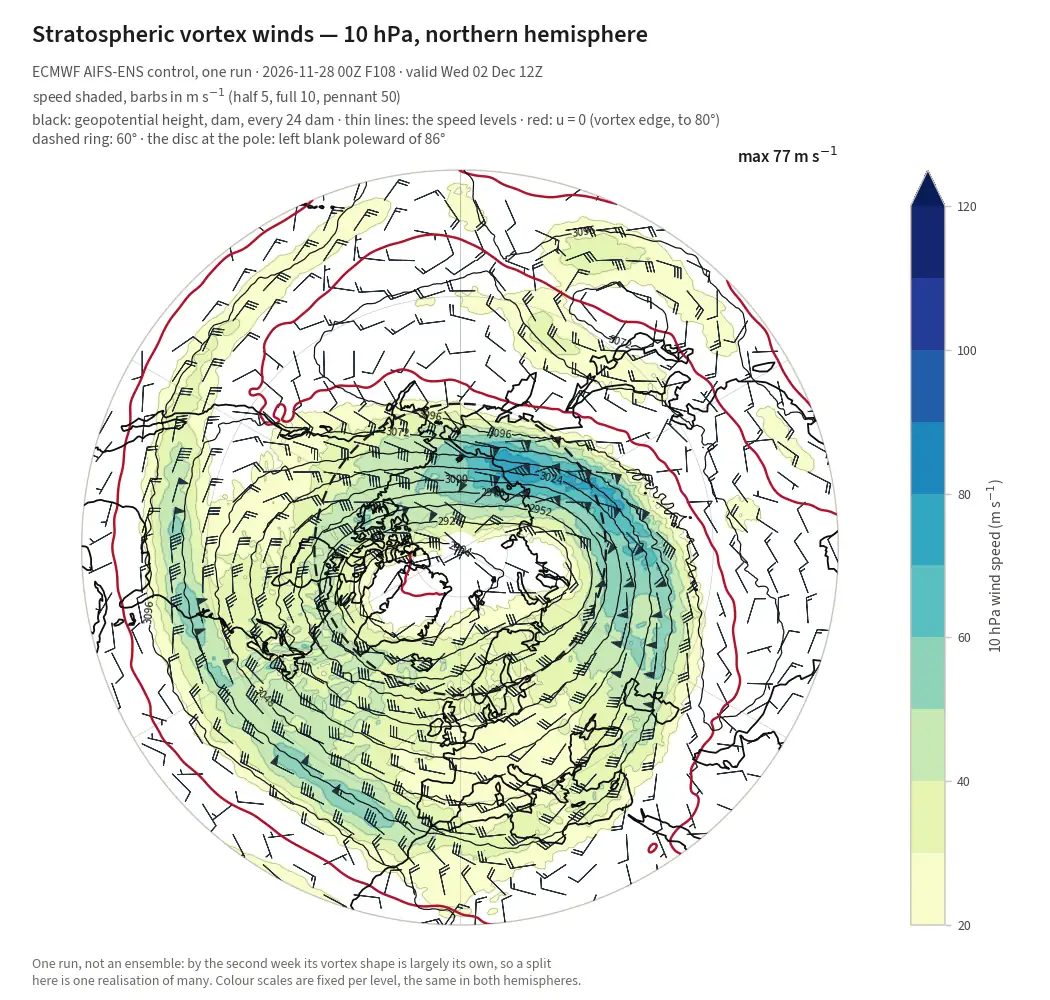 Stratospheric vortex winds — 10 hPa, northern hemisphere
ECMWF AIFS-ENS control, one run · 2026-11-28 00Z F108 · valid Wed 02 Dec 12Z
speed shaded, barbs in m s⁻¹ (half 5, full 10, pennant 50)
black: geopotential height, dam, every 24 dam · thin lines: the speed levels · red: u = 0 (vortex edge, to 80°)
dashed ring: 60° · the disc at the pole: left blank poleward of 86°
max 77 m s⁻¹
120
100
80
60
40
20
10 hPa wind speed (m s⁻¹)
3096
3072
3096
3024
3000
2952
3096
3048
One run, not an ensemble: by the second week its vortex shape is largely its own, so a split
here is one realisation of many. Colour scales are fixed per level, the same in both hemispheres.